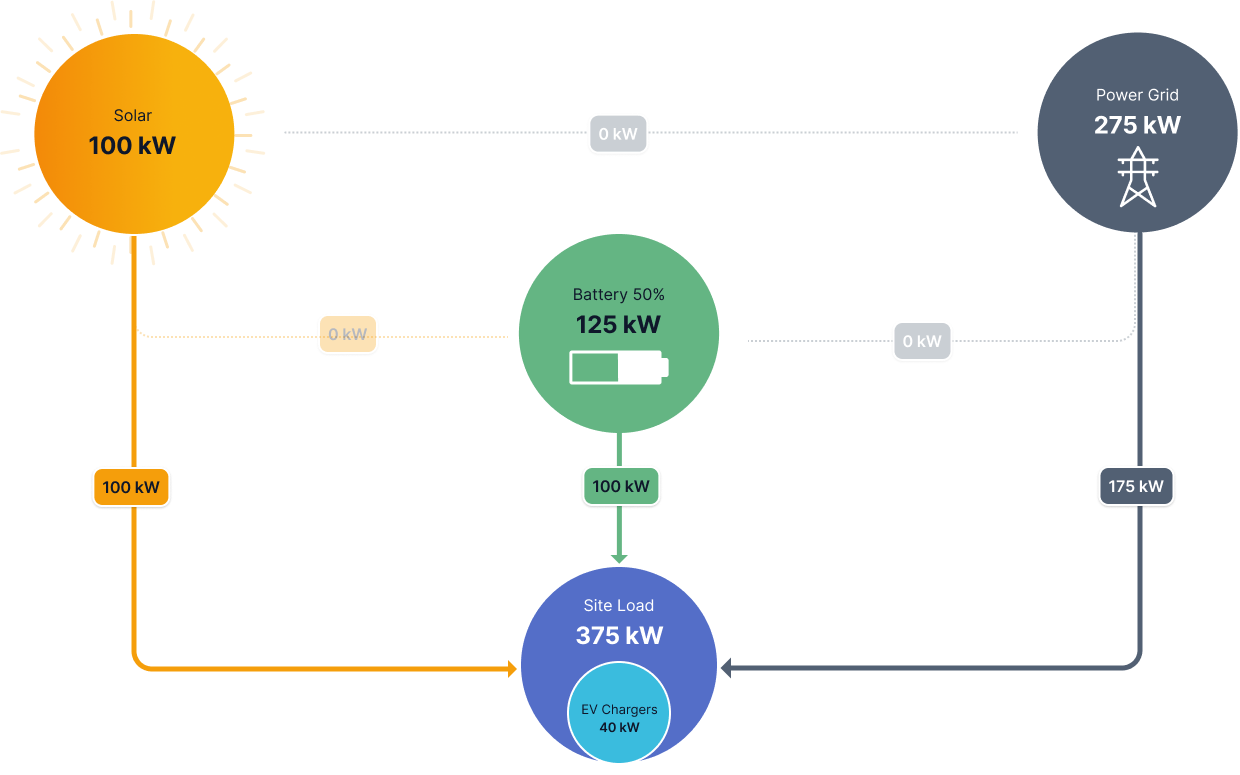 Solar
100 kW
0 kW
Power Grid
275 kW
Battery 50%
125 kW
0 kW
0 kW
100 kW
100 kW
175 kW
Site Load
375 kW
EV Chargers
40 kW